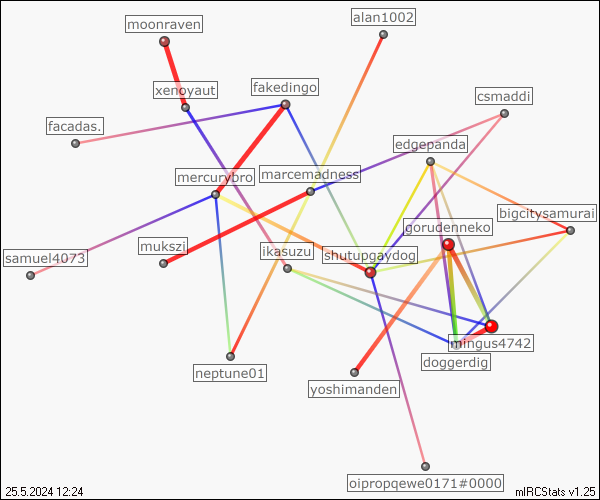 alan1002
moonraven
xenoyaut
fakedingo
csmaddi
facadas.
edgepanda
mercurybro
marcemadness
bigcitysamurai
gorudenneko
samuel4073
mukszi
ikasuzu
shutupgaydog
mingus4742
doggerdig
neptune01
yoshimanden
oipropqewe0171#0000
25.5.2024 12:24
mIRCStats v1.25